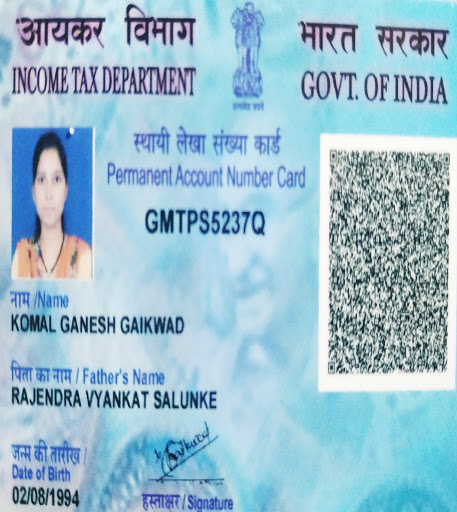 आयकर विभाग
INCOME TAX DEPARTMENT
भारत सरकार
GOVT. OF INDIA
सत्यमेव जयते
स्थायी लेखा संख्या कार्ड
Permanent Account Number Card
GMTPS5237Q
नाम /Name
KOMAL GANESH GAIKWAD
पिता का नाम / Father's Name
RAJENDRA VYANKAT SALUNKE
जन्म की तारीख /
Date of Birth
02/08/1994
हस्ताक्षर / Signature